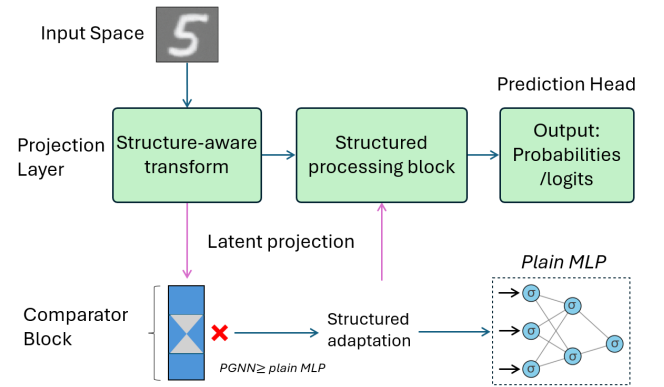 Input Space
5
Prediction Head
Projection
Layer
Structure-aware
transform
Structured
processing block
Output:
Probabilities
/logits
Latent projection
Plain MLP
Comparator
Block
Structured
adaptation
PGNN≥ plain MLP
σ
σ
σ
σ
σ
σ